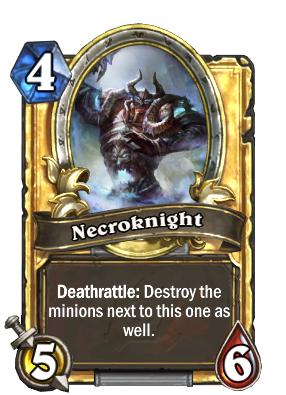 4
Necroknight
Deathrattle: Destroy the
minions next to this one as
well.
5
6